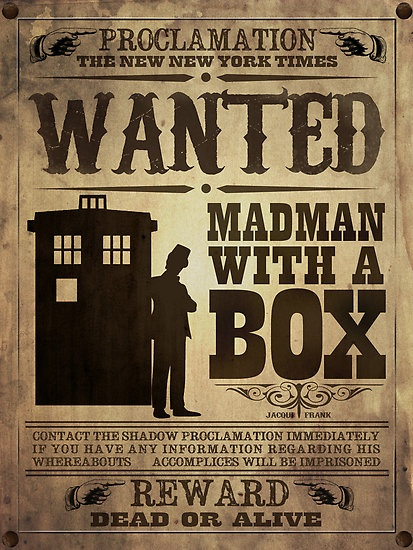 PROCLAMATION
THE NEW NEW YORK TIMES
WANTED
MADMAN
WITH A
BOX
JACQUE FRANK
CONTACT THE SHADOW PROCLAMATION IMMEDIATELY
IF YOU HAVE ANY INFORMATION REGARDING HIS
WHEREABOUTS ACCOMPLICES WILL BE IMPRISONED
REWARD
DEAD OR ALIVE